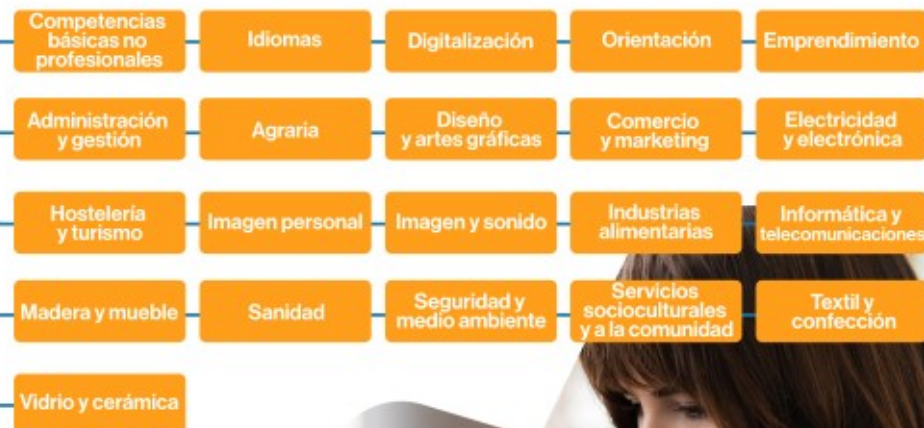 Competencias
básicas no
profesionales
Idiomas
Digitalización
Orientación
Emprendimiento
Administración
y gestión
Agraria
Diseño
y artes gráficas
Comercio
y marketing
Electricidad
y electrónica
Hostelería
y turismo
Imagen personal
Imagen y sonido
Industrias
alimentarias
Informática y
telecomunicaciones
Madera y mueble
Sanidad
Seguridad y
medio ambiente
Servicios
socioculturales
y a la comunidad
Textil y
confección
Vidrio y cerámica